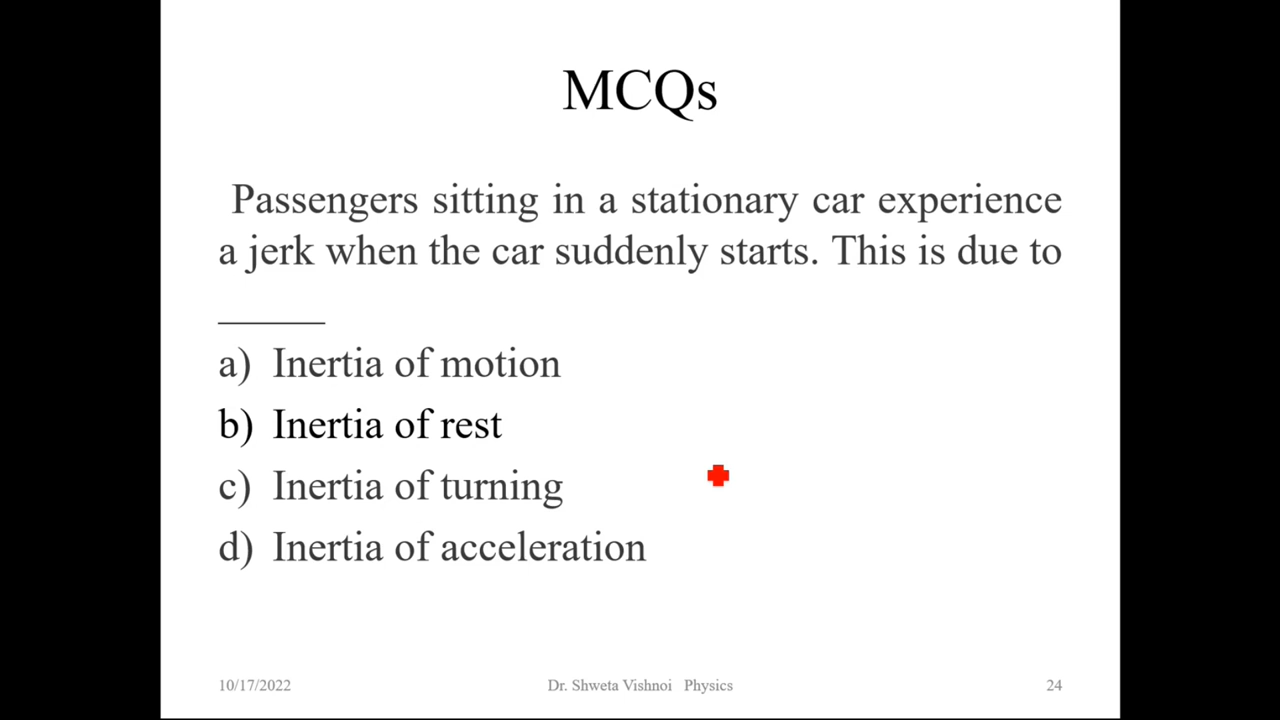 MCQs
Passengers sitting in a stationary car experience
a jerk when the car suddenly starts. This is due to
______
a) Inertia of motion
b) Inertia of rest
c) Inertia of turning
d) Inertia of acceleration
10/17/2022 Dr. Shweta Vishnoi Physics 24